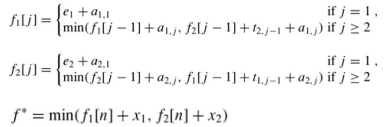 f₁[j] = { e₁ + a₁,₁ if j = 1 ,
min(f₁[j − 1] + a₁,ⱼ, f₂[j − 1] + t₂,ⱼ₋₁ + a₁,ⱼ) if j ≥ 2
f₂[j] = { e₂ + a₂,₁ if j = 1 ,
min(f₂[j − 1] + a₂,ⱼ, f₁[j − 1] + t₁,ⱼ₋₁ + a₂,ⱼ) if j ≥ 2
f* = min(f₁[n] + x₁, f₂[n] + x₂)